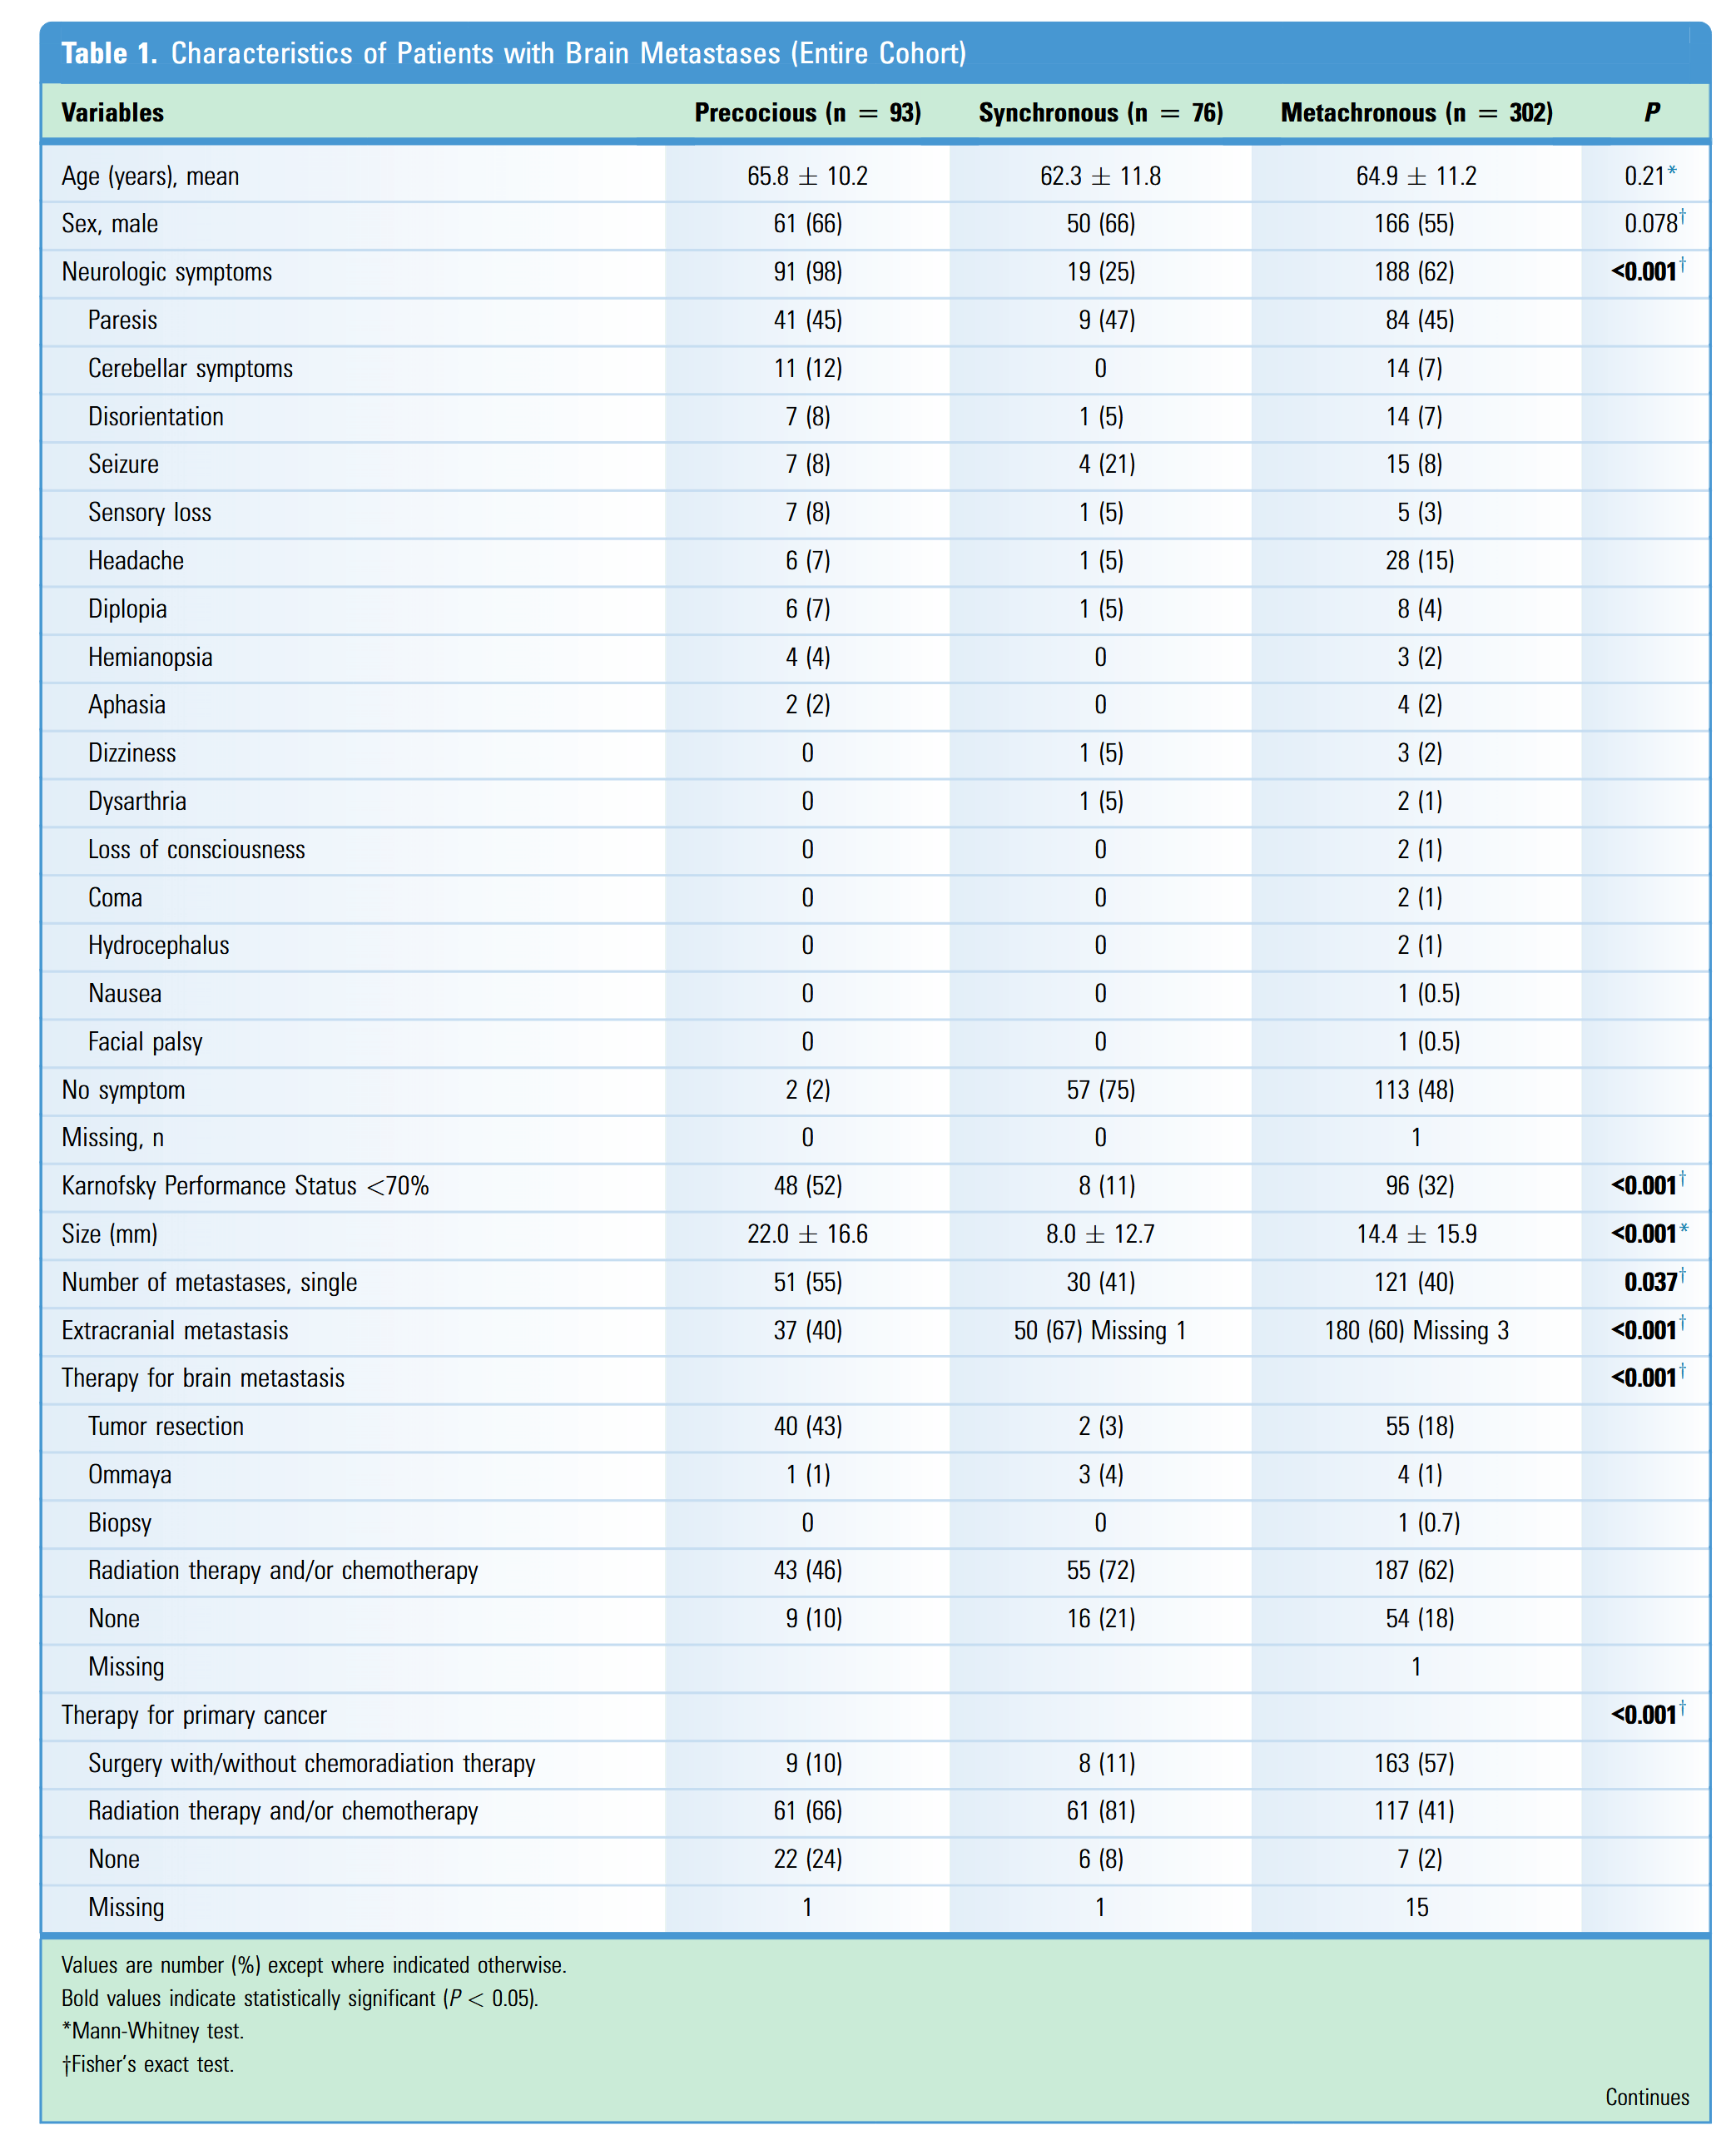 Table 1. Characteristics of Patients with Brain Metastases (Entire Cohort)
Variables Precocious (n = 93) Synchronous (n = 76) Metachronous (n = 302) P
Age (years), mean 65.8 ± 10.2 62.3 ± 11.8 64.9 ± 11.2 0.21*
Sex, male 61 (66) 50 (66) 166 (55) 0.078†
Neurologic symptoms 91 (98) 19 (25) 188 (62) <0.001†
Paresis 41 (45) 9 (47) 84 (45)
Cerebellar symptoms 11 (12) 0 14 (7)
Disorientation 7 (8) 1 (5) 14 (7)
Seizure 7 (8) 4 (21) 15 (8)
Sensory loss 7 (8) 1 (5) 5 (3)
Headache 6 (7) 1 (5) 28 (15)
Diplopia 6 (7) 1 (5) 8 (4)
Hemianopsia 4 (4) 0 3 (2)
Aphasia 2 (2) 0 4 (2)
Dizziness 0 1 (5) 3 (2)
Dysarthria 0 1 (5) 2 (1)
Loss of consciousness 0 0 2 (1)
Coma 0 0 2 (1)
Hydrocephalus 0 0 2 (1)
Nausea 0 0 1 (0.5)
Facial palsy 0 0 1 (0.5)
No symptom 2 (2) 57 (75) 113 (48)
Missing, n 0 0 1
Karnofsky Performance Status <70% 48 (52) 8 (11) 96 (32) <0.001†
Size (mm) 22.0 ± 16.6 8.0 ± 12.7 14.4 ± 15.9 <0.001*
Number of metastases, single 51 (55) 30 (41) 121 (40) 0.037†
Extracranial metastasis 37 (40) 50 (67) Missing 1 180 (60) Missing 3 <0.001†
Therapy for brain metastasis <0.001†
Tumor resection 40 (43) 2 (3) 55 (18)
Ommaya 1 (1) 3 (4) 4 (1)
Biopsy 0 0 1 (0.7)
Radiation therapy and/or chemotherapy 43 (46) 55 (72) 187 (62)
None 9 (10) 16 (21) 54 (18)
Missing 1
Therapy for primary cancer <0.001†
Surgery with/without chemoradiation therapy 9 (10) 8 (11) 163 (57)
Radiation therapy and/or chemotherapy 61 (66) 61 (81) 117 (41)
None 22 (24) 6 (8) 7 (2)
Missing 1 1 15
Values are number (%) except where indicated otherwise.
Bold values indicate statistically significant (P < 0.05).
*Mann-Whitney test.
†Fisher's exact test.
Continues